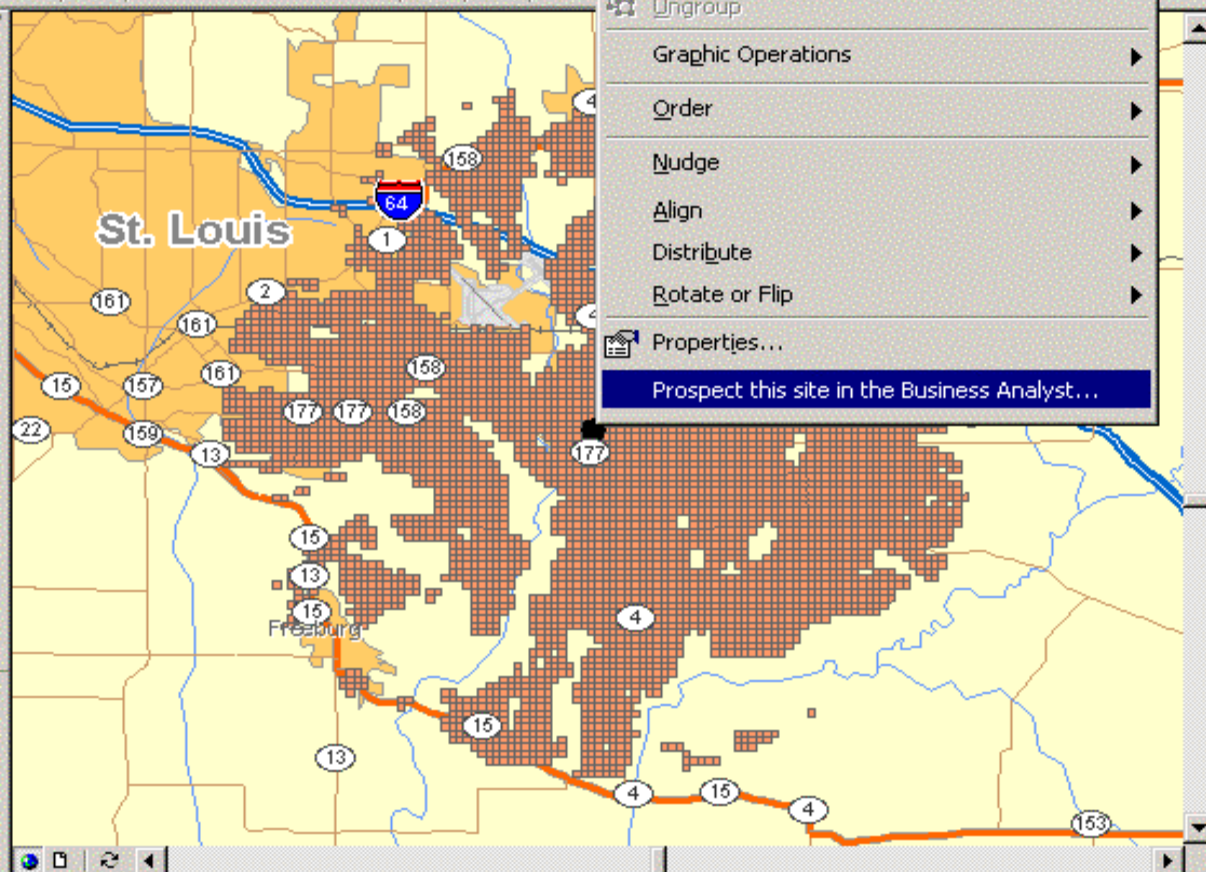 Ungroup
Graphic Operations
4
Order
158
Nudge
64
Align
St. Louis
1
Distribute
2
161
Rotate or Flip
161
4
Properties...
158
161
15
157
Prospect this site in the Business Analyst...
177
177
158
22
159
13
177
15
13
15
4
Freeburg
15
13
4
15
4
153